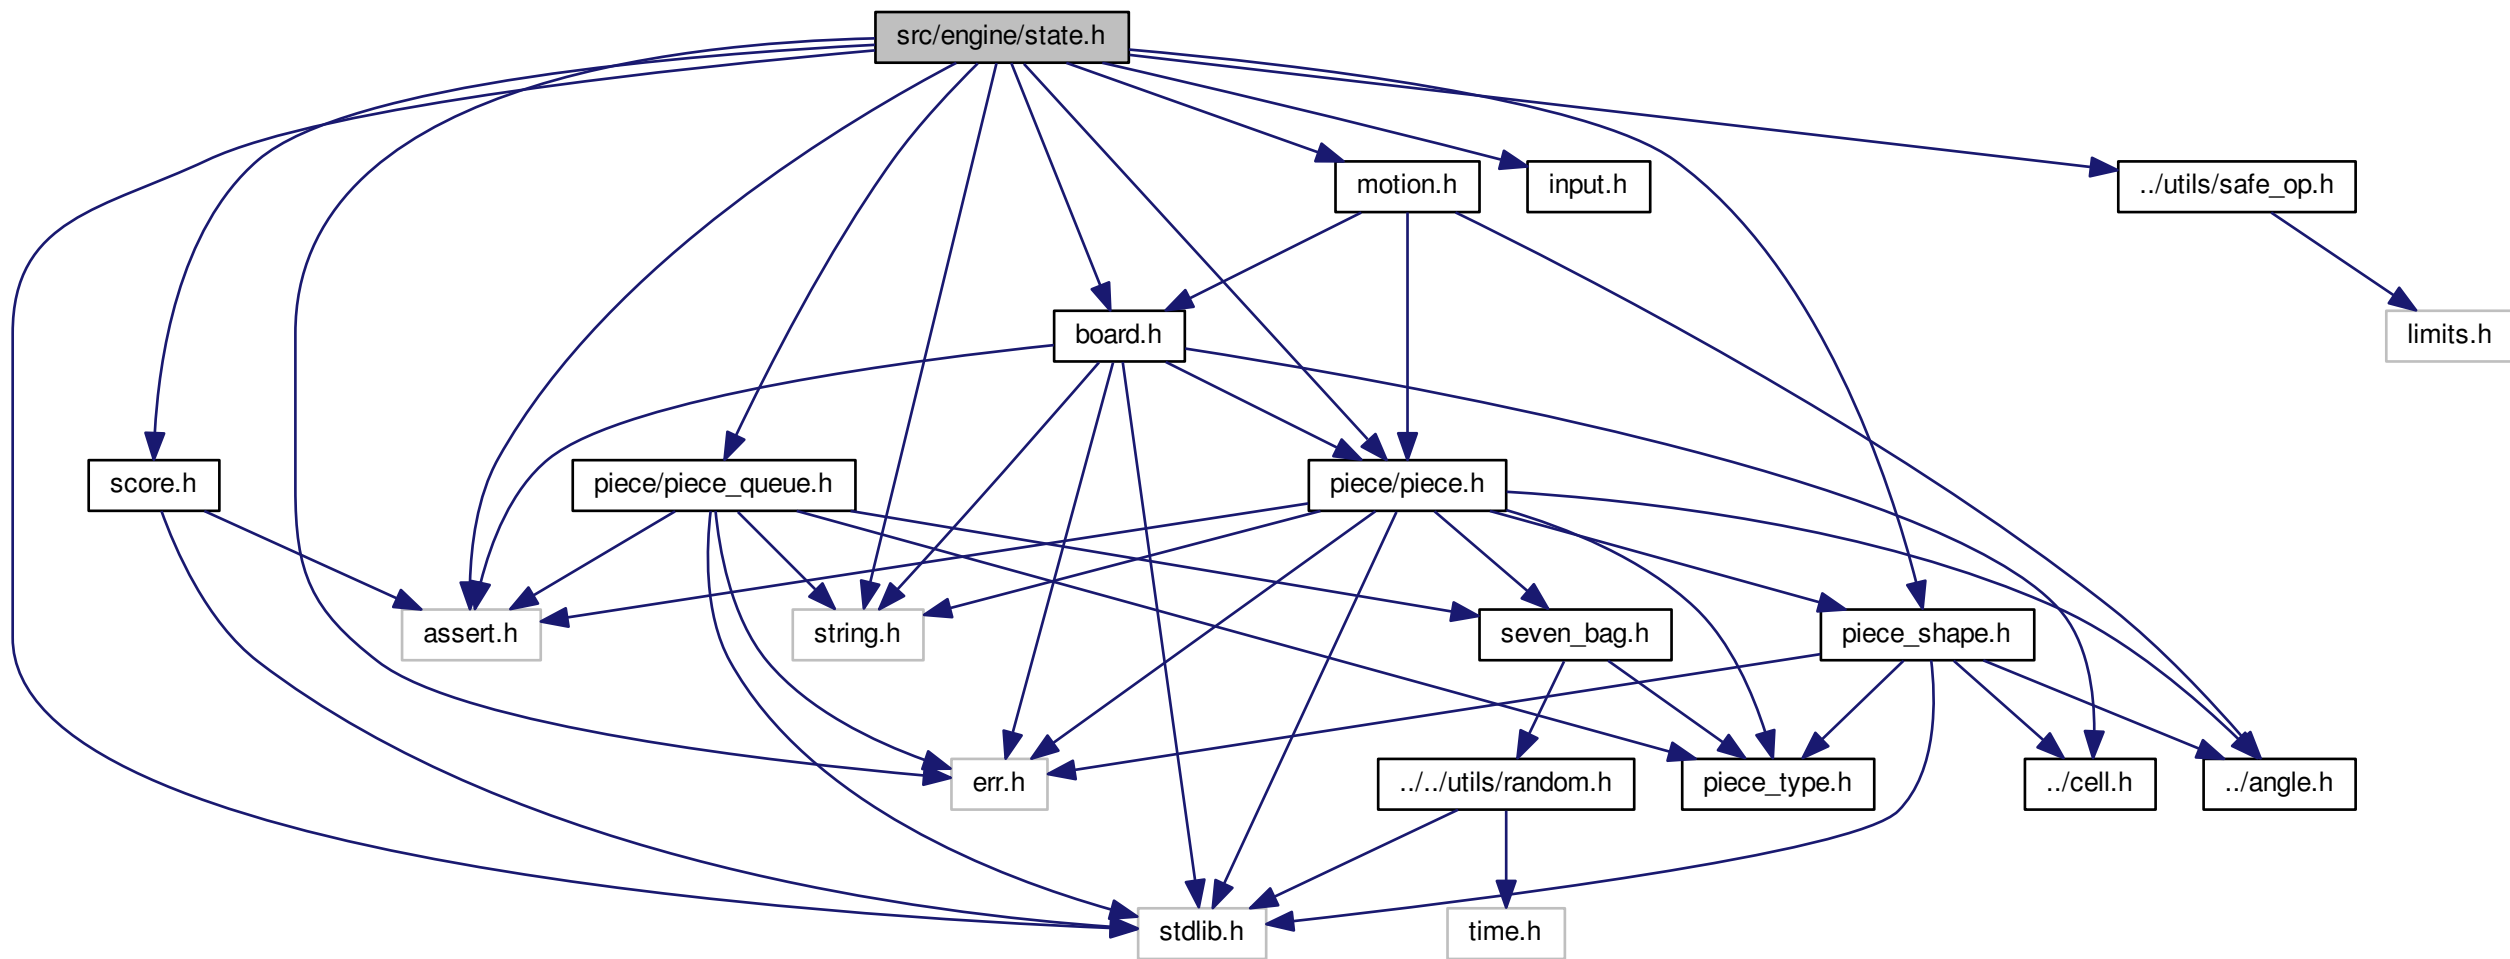 src/engine/state.h
motion.h
input.h
../utils/safe_op.h
board.h
limits.h
score.h
piece/piece_queue.h
piece/piece.h
assert.h
string.h
seven_bag.h
piece_shape.h
err.h
../../utils/random.h
piece_type.h
../cell.h
../angle.h
stdlib.h
time.h